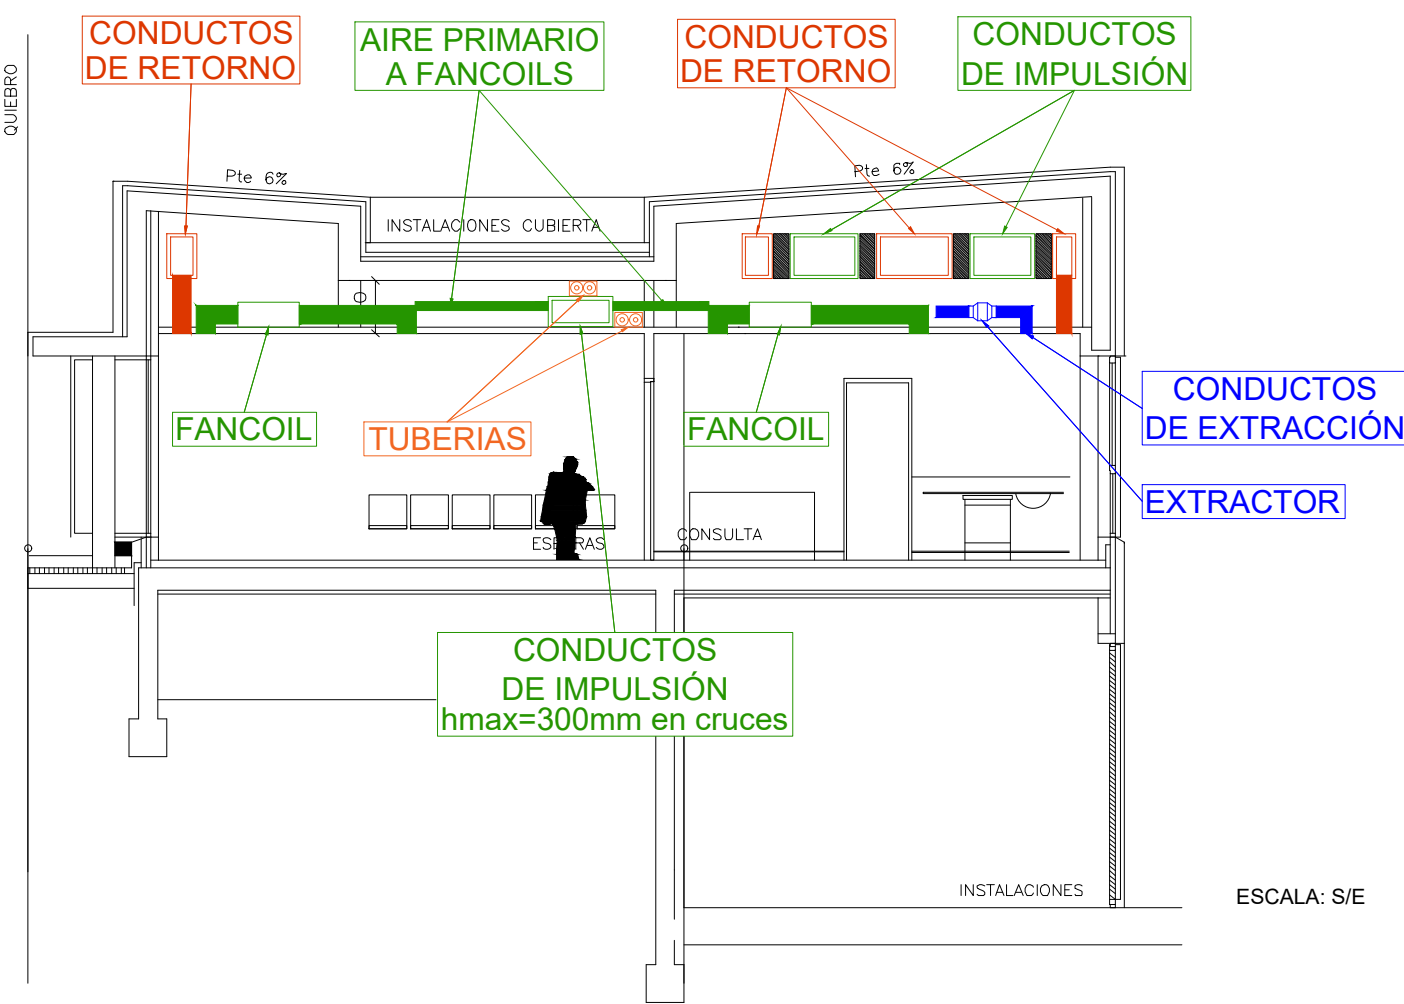 CONDUCTOS
DE RETORNO
AIRE PRIMARIO
A FANCOILS
CONDUCTOS
DE RETORNO
CONDUCTOS
DE IMPULSIÓN
QUIEBRO
Pte 6%
Pte 6%
INSTALACIONES CUBIERTA
FANCOIL
TUBERIAS
FANCOIL
CONDUCTOS
DE EXTRACCIÓN
EXTRACTOR
CONSULTA
CONDUCTOS
DE IMPULSIÓN
hmax=300mm en cruces
INSTALACIONES
ESCALA: S/E